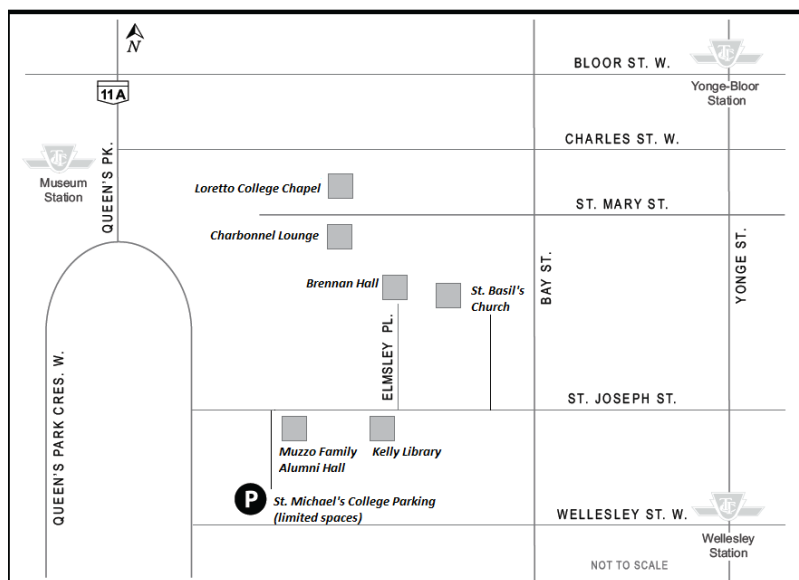 N
BLOOR ST. W.
Yonge-Bloor
Station
11A
CHARLES ST. W.
Museum
Station
QUEEN'S PK.
Loretto College Chapel
ST. MARY ST.
Charbonnel Lounge
BAY ST.
YONGE ST.
Brennan Hall
St. Basil's
Church
ELMSLEY PL.
QUEEN'S PARK CRES. W.
ST. JOSEPH ST.
Muzzo Family
Alumni Hall
Kelly Library
P
St. Michael's College Parking
(limited spaces)
WELLESLEY ST. W.
Wellesley
Station
NOT TO SCALE